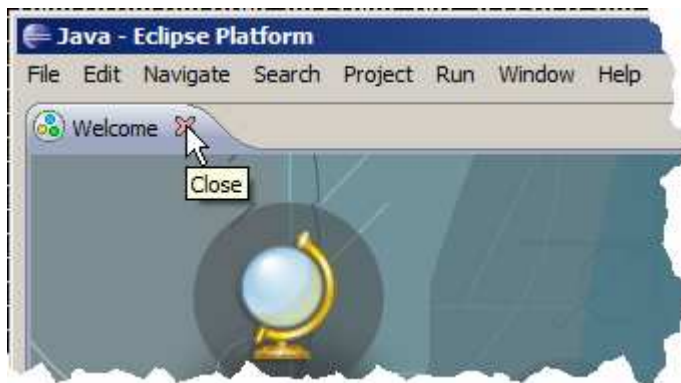 Java - Eclipse Platform
File Edit Navigate Search Project Run Window Help
Welcome
Close